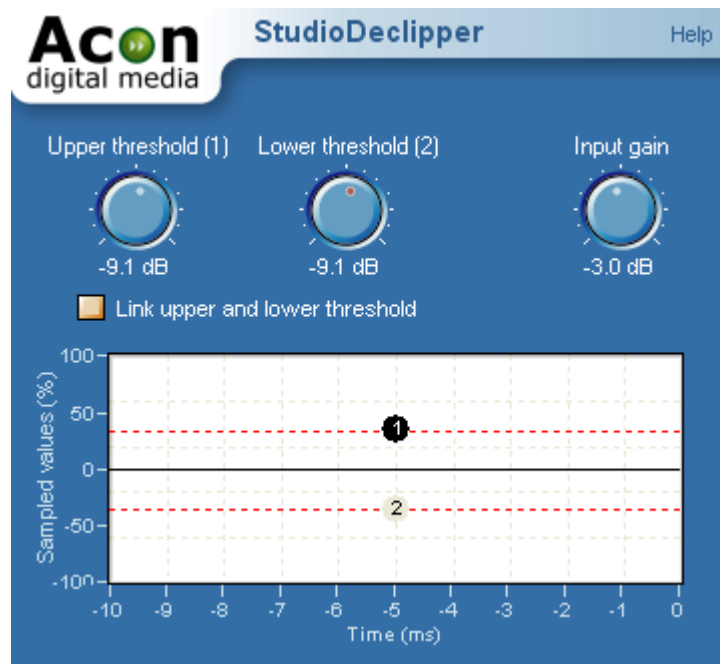 Acon
digital media
StudioDeclipper
Help
Upper threshold (1)
Lower threshold (2)
Input gain
-9.1 dB
-9.1 dB
-3.0 dB
Link upper and lower threshold
Sampled values (%)
100
50
0
-50
-100
1
2
-10 -9 -8 -7 -6 -5 -4 -3 -2 -1 0
Time (ms)